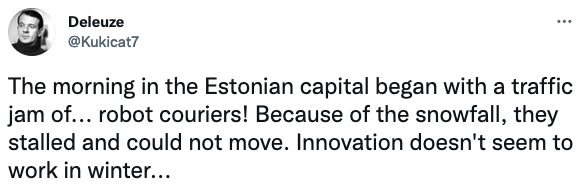 Deleuze
@Kukicat7
The morning in the Estonian capital began with a traffic
jam of... robot couriers! Because of the snowfall, they
stalled and could not move. Innovation doesn't seem to
work in winter...